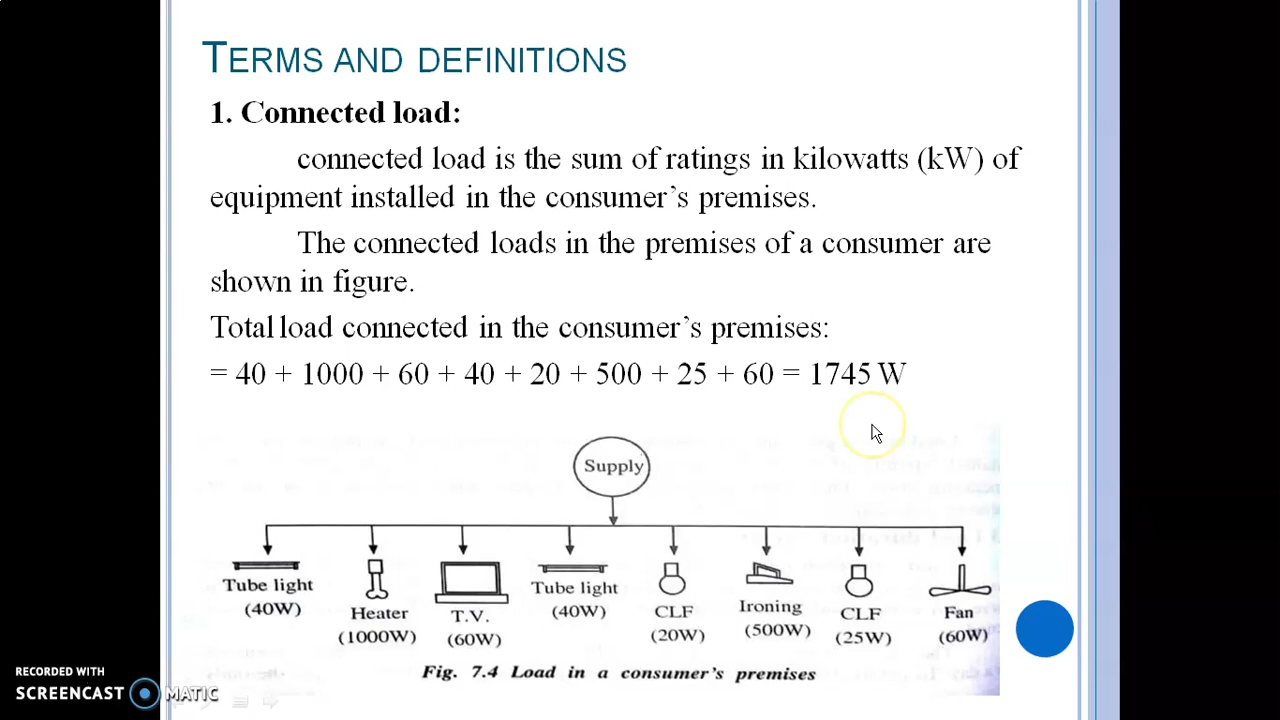 TERMS AND DEFINITIONS
1. Connected load:
connected load is the sum of ratings in kilowatts (kW) of
equipment installed in the consumer’s premises.
The connected loads in the premises of a consumer are
shown in figure.
Total load connected in the consumer’s premises:
= 40 + 1000 + 60 + 40 + 20 + 500 + 25 + 60 = 1745 W
Supply
Tube light
(40W)
Heater
(1000W)
T.V.
(60W)
Tube light
(40W)
CLF
(20W)
Ironing
(500W)
CLF
(25W)
Fan
(60W)
Fig. 7.4 Load in a consumer's premises
RECORDED WITH
SCREENCAST MATIC